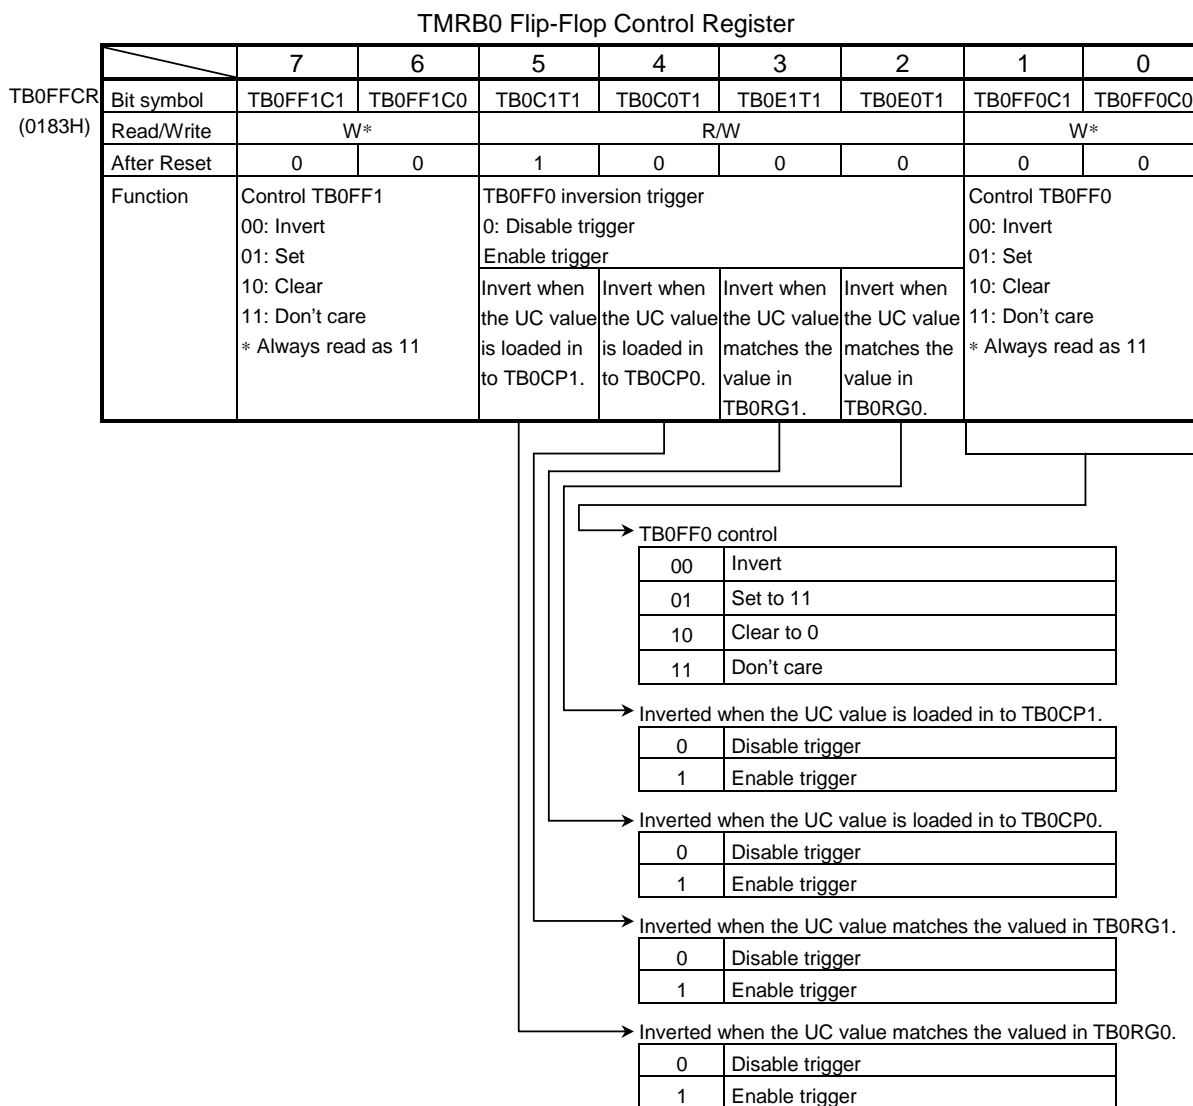 TMRB0 Flip-Flop Control Register
7 6 5 4 3 2 1 0
TB0FFCR
(0183H)
Bit symbol TB0FF1C1 TB0FF1C0 TB0C1T1 TB0C0T1 TB0E1T1 TB0E0T1 TB0FF0C1 TB0FF0C0
Read/Write W* R/W W*
After Reset 0 0 1 0 0 0 0 0
Function
Control TB0FF1
00: Invert
01: Set
10: Clear
11: Don't care
* Always read as 11
TB0FF0 inversion trigger
0: Disable trigger
Enable trigger
Invert when
the UC value
is loaded in
to TB0CP1.
Invert when
the UC value
is loaded in
to TB0CP0.
Invert when
the UC value
matches the
value in
TB0RG1.
Invert when
the UC value
matches the
value in
TB0RG0.
Control TB0FF0
00: Invert
01: Set
10: Clear
11: Don't care
* Always read as 11
TB0FF0 control
00 Invert
01 Set to 11
10 Clear to 0
11 Don't care
Inverted when the UC value is loaded in to TB0CP1.
0 Disable trigger
1 Enable trigger
Inverted when the UC value is loaded in to TB0CP0.
0 Disable trigger
1 Enable trigger
Inverted when the UC value matches the valued in TB0RG1.
0 Disable trigger
1 Enable trigger
Inverted when the UC value matches the valued in TB0RG0.
0 Disable trigger
1 Enable trigger